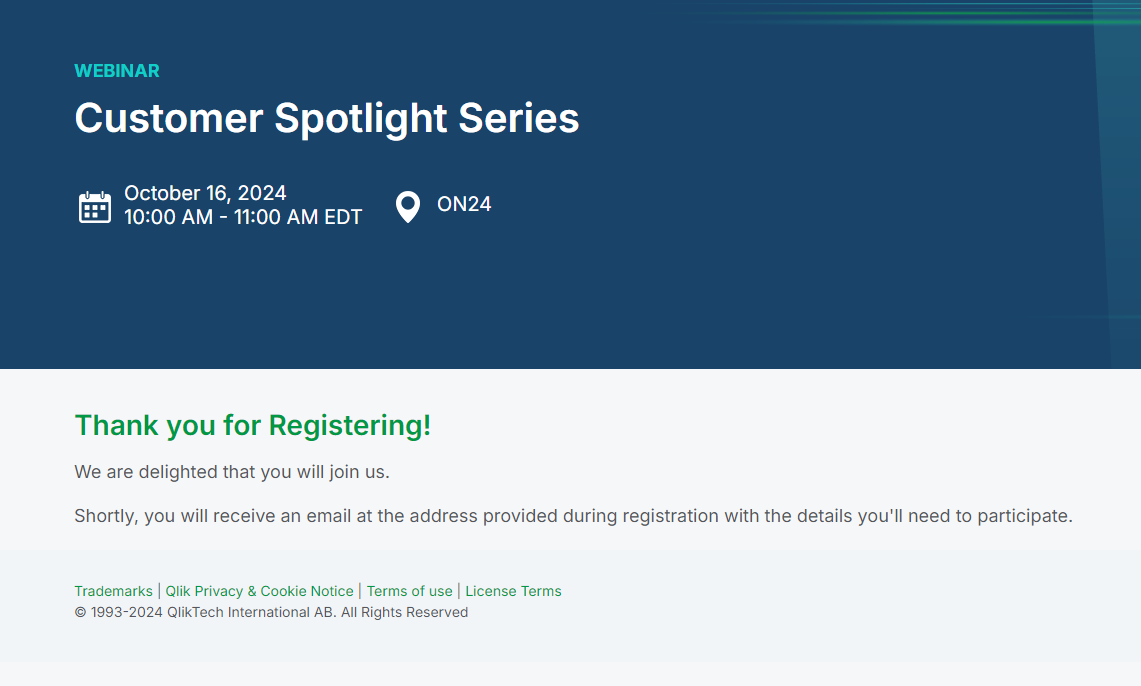 WEBINAR
Customer Spotlight Series
October 16, 2024
10:00 AM - 11:00 AM EDT
ON24
Thank you for Registering!
We are delighted that you will join us.
Shortly, you will receive an email at the address provided during registration with the details you'll need to participate.
Trademarks | Qlik Privacy & Cookie Notice | Terms of use | License Terms
© 1993-2024 QlikTech International AB. All Rights Reserved